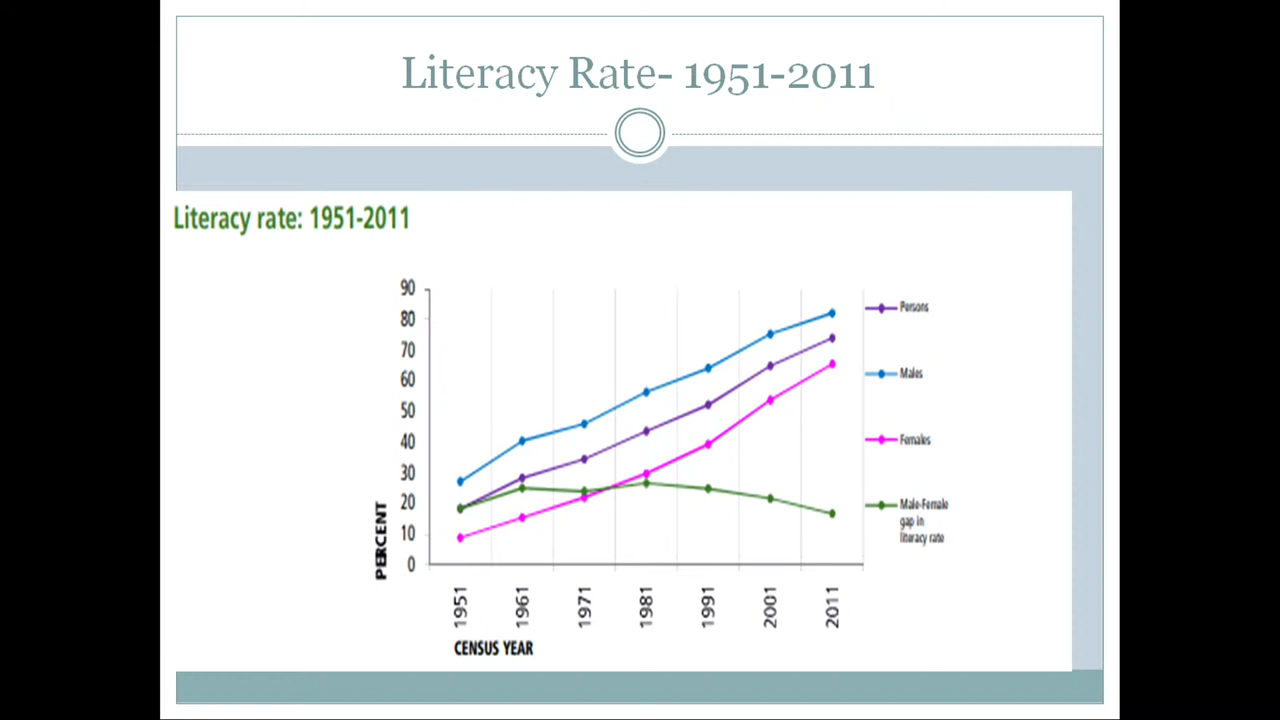 Literacy Rate- 1951-2011
Literacy rate: 1951-2011
90
80
70
60
50
40
30
20
10
0
PERCENT
1951
1961
1971
1981
1991
2001
2011
CENSUS YEAR
Persons
Males
Females
Male-Female
gap in
literacy rate